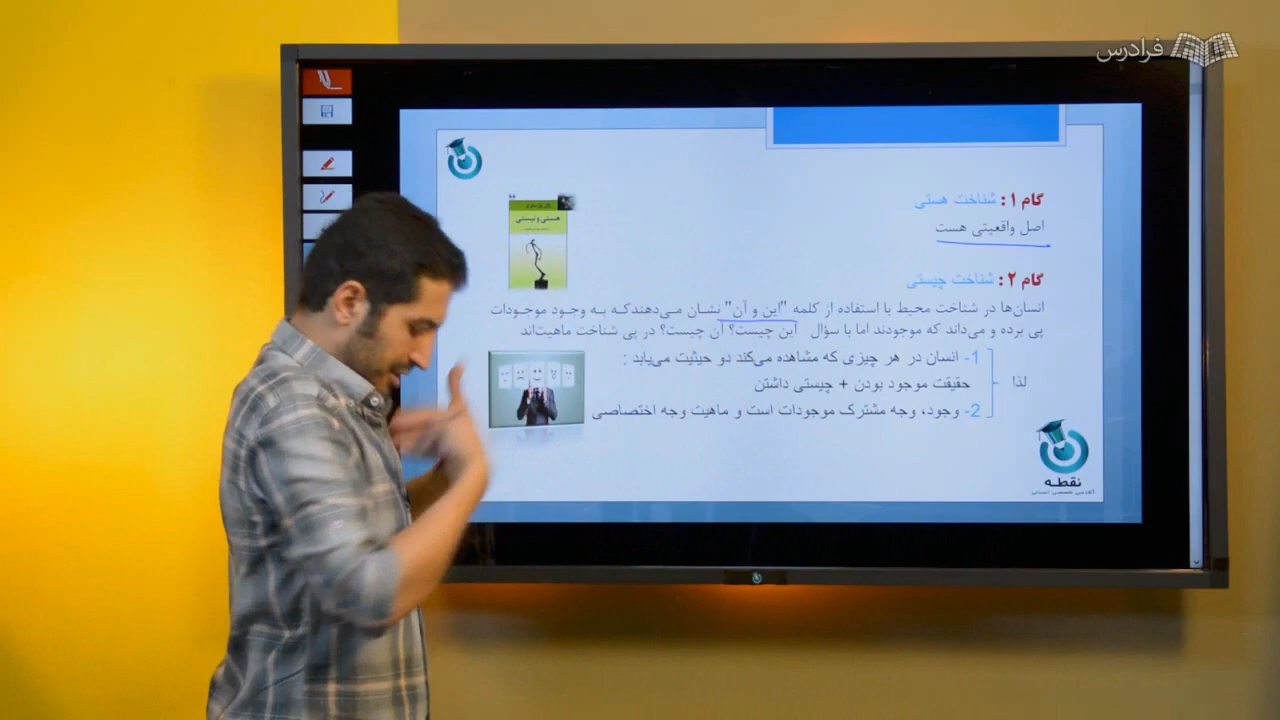 فرادرس
گام ۱: شناخت هستی
اصل واقعیتی هست
هستی و نیستی
گام ۲: شناخت چیستی
انسان‌ها در شناخت محیط با استفاده از کلمه "این و آن" نشان می‌دهندکه به وجود موجودات
پی برده و می‌داند که موجودند اما با سؤال این چیست؟ آن چیست؟ در پی شناخت ماهیت‌اند
لذا
1- انسان در هر چیزی که مشاهده می‌کند دو حیثیت می‌یابد :
حقیقت موجود بودن + چیستی داشتن
2- وجود، وجه مشترک موجودات است و ماهیت وجه اختصاصی
نقطه